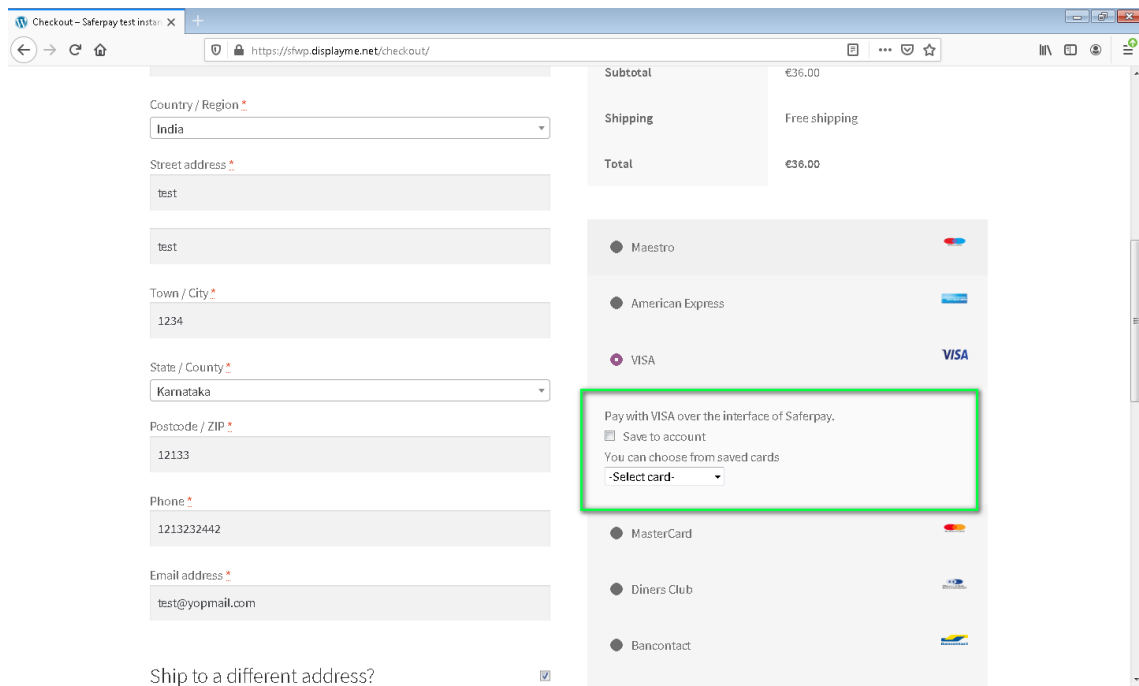 Checkout – Saferpay test instan
https://sfwp.displayme.net/checkout/
Country / Region *
India
Street address *
test
test
Town / City *
1234
State / County *
Karnataka
Postcode / ZIP *
12133
Phone *
1213232442
Email address *
test@yopmail.com
Ship to a different address?
Subtotal €36.00
Shipping Free shipping
Total €36.00
Maestro
American Express
VISA VISA
Pay with VISA over the interface of Saferpay.
Save to account
You can choose from saved cards
-Select card-
MasterCard
Diners Club
Bancontact